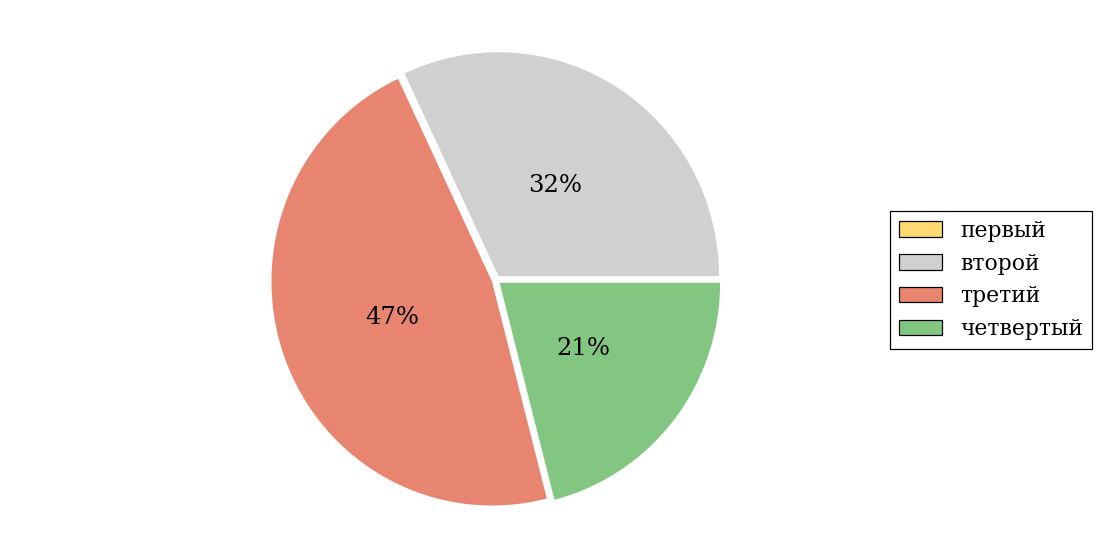 32%
47%
21%
первый
второй
третий
четвертый